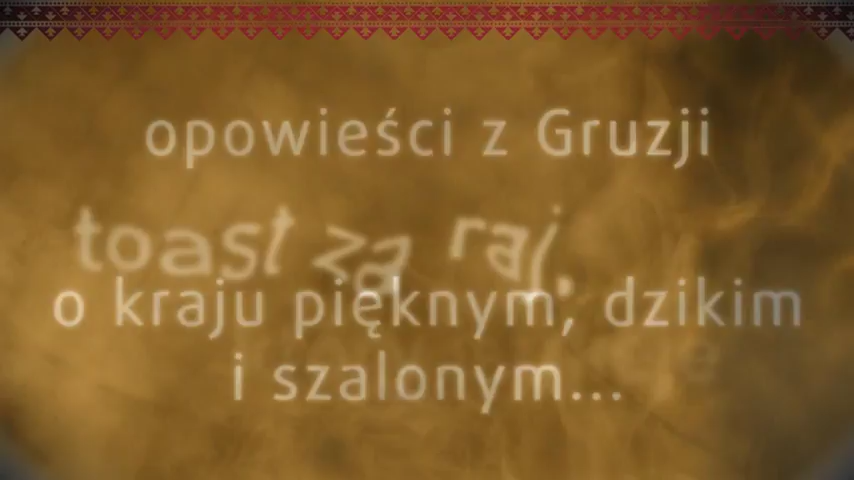 opowieści z Gruzji
toast za raj.
o kraju pięknym, dzikim
i szalonym...